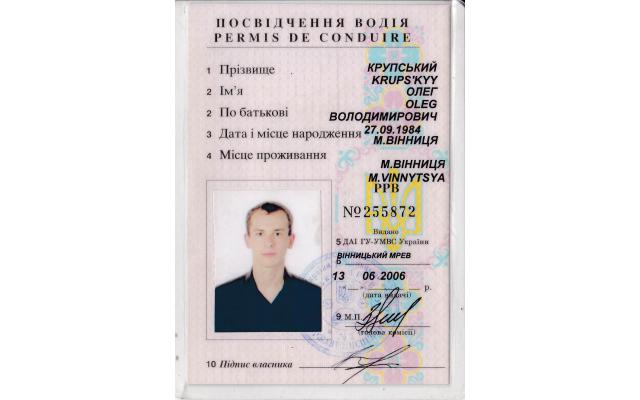 ПОСВІДЧЕННЯ ВОДІЯ
PERMIS DE CONDUIRE
1 Прізвище КРУПСЬКИЙ
KRUPS'KYY
2 Ім'я ОЛЕГ
OLEG
2 По батькові ВОЛОДИМИРОВИЧ
3 Дата і місце народження 27.09.1984
М.ВІННИЦЯ
4 Місце проживання М.ВІННИЦЯ
M.VINNYTSYA
РРВ
№255872
Видано
5 ДАІ ГУ-УМВС України
ВІННИЦЬКИЙ МРЕВ
6
13 06 2006
"—" — р.
(дата видачі)
9 М.П.
(голова комісії)
10 Підпис власника